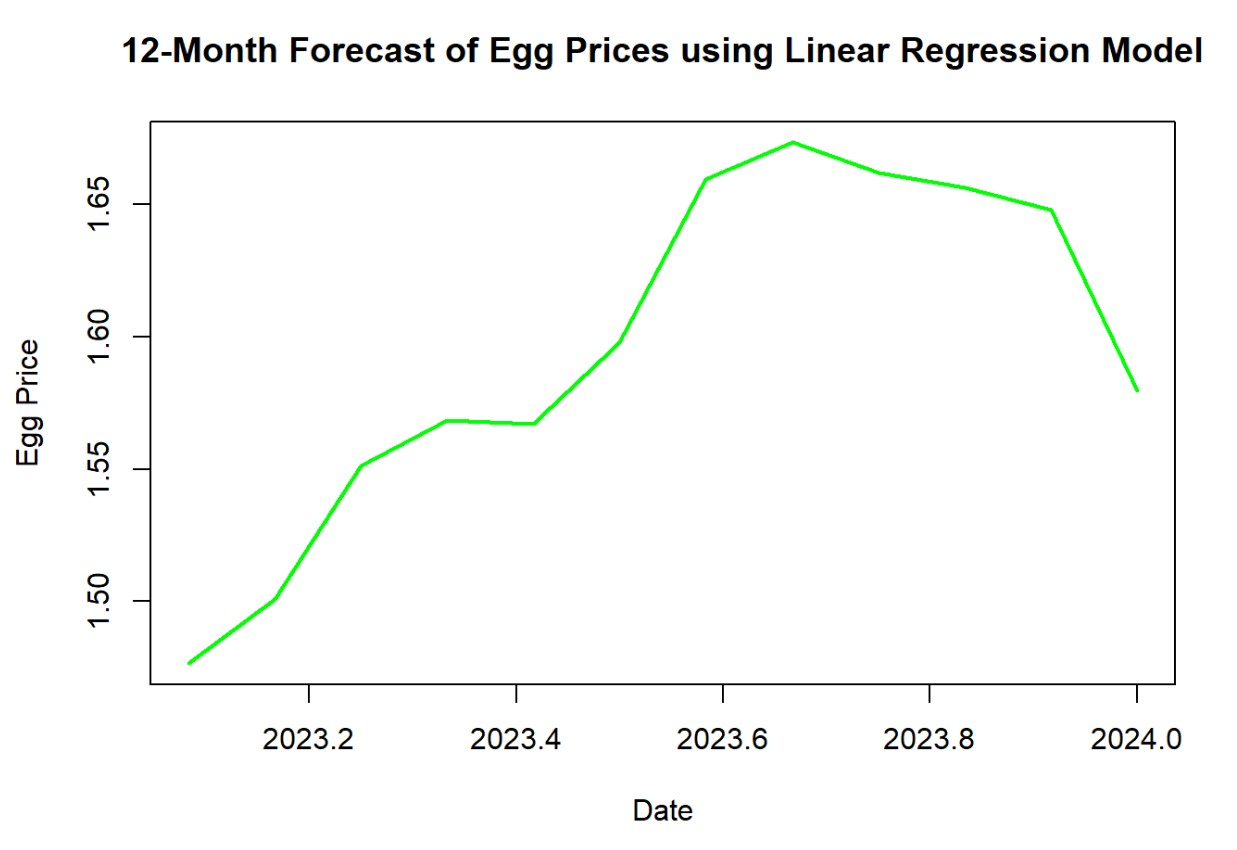 12-Month Forecast of Egg Prices using Linear Regression Model
1.65
1.60
1.55
1.50
Egg Price
2023.2 2023.4 2023.6 2023.8 2024.0
Date